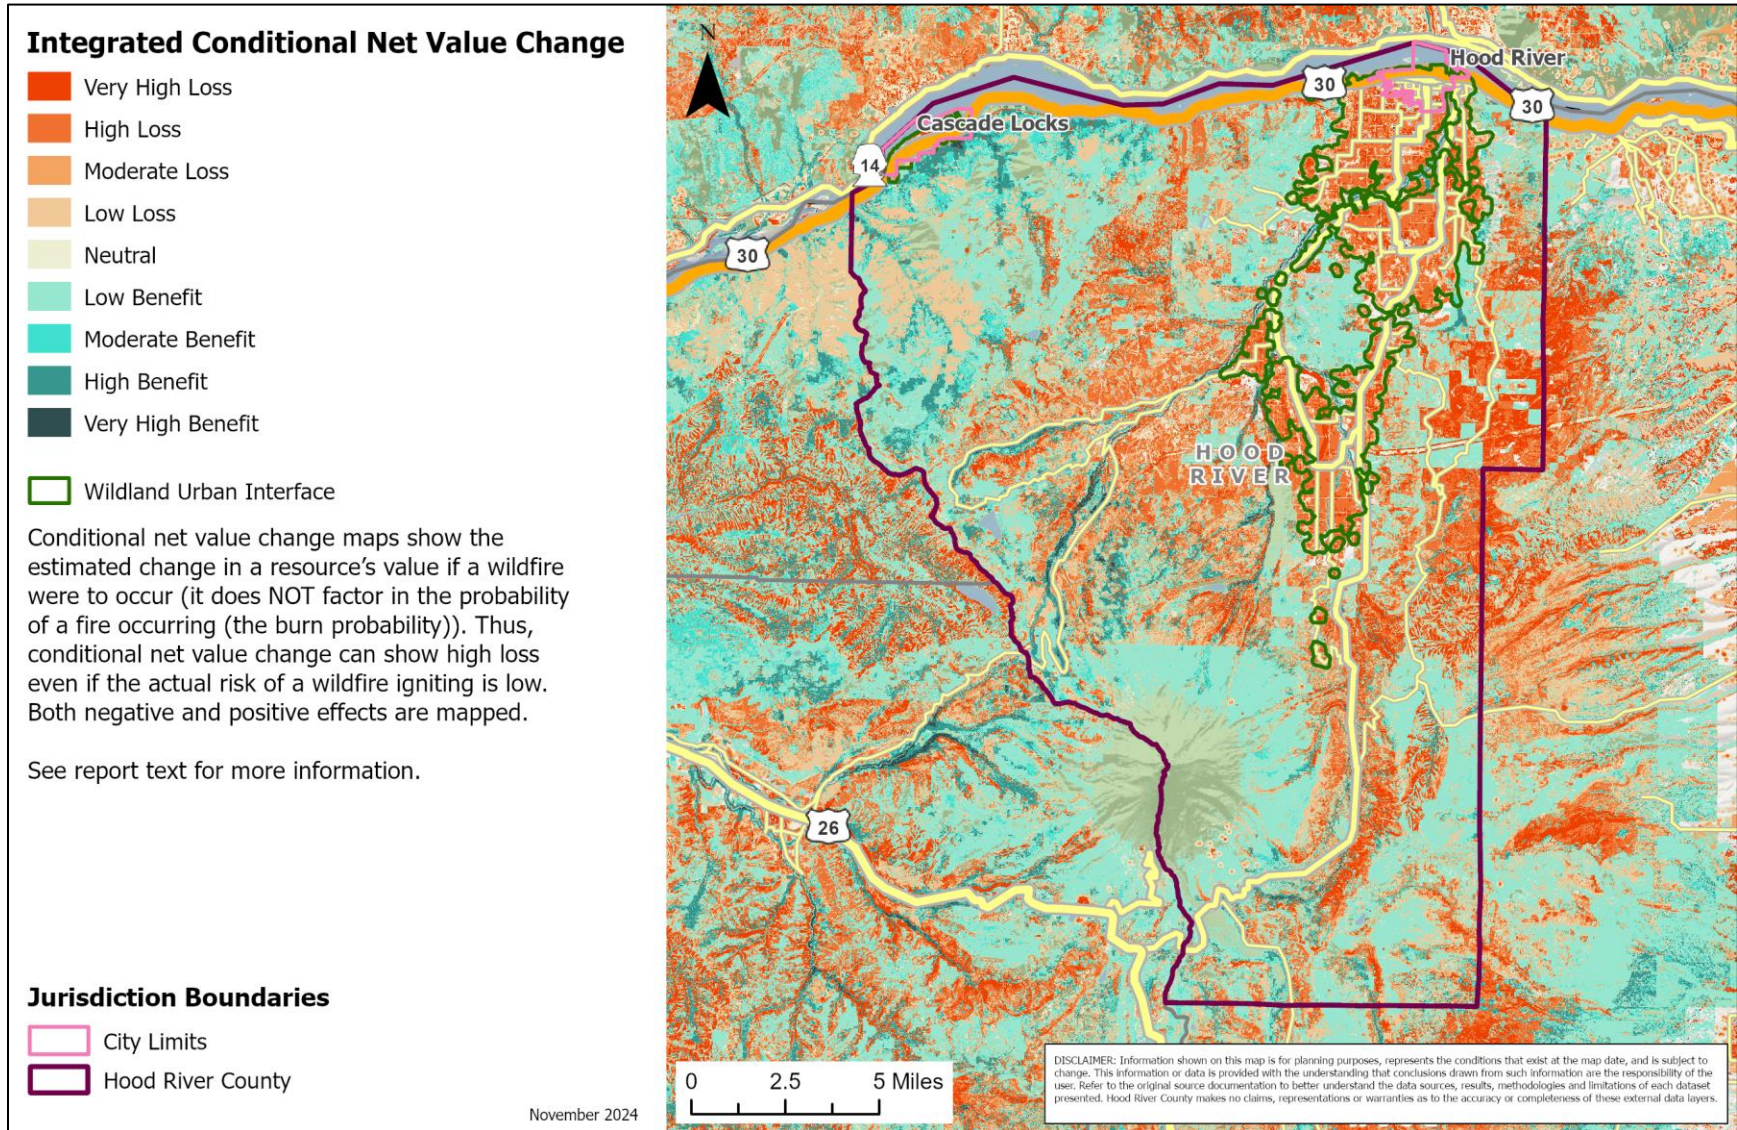 Integrated Conditional Net Value Change
Very High Loss
High Loss
Moderate Loss
Low Loss
Neutral
Low Benefit
Moderate Benefit
High Benefit
Very High Benefit
Wildland Urban Interface
Conditional net value change maps show the
estimated change in a resource's value if a wildfire
were to occur (it does NOT factor in the probability
of a fire occurring (the burn probability)). Thus,
conditional net value change can show high loss
even if the actual risk of a wildfire igniting is low.
Both negative and positive effects are mapped.
See report text for more information.
Jurisdiction Boundaries
City Limits
Hood River County
November 2024
N
Hood River
30
30
Cascade Locks
14
30
HOOD
RIVER
26
0 2.5 5 Miles
DISCLAIMER: Information shown on this map is for planning purposes, represents the conditions that exist at the map date, and is subject to
change. This information or data is provided with the understanding that conclusions drawn from such information are the responsibility of the
user. Refer to the original source documentation to better understand the data sources, results, methodologies and limitations of each dataset
presented. Hood River County makes no claims, representations or warranties as to the accuracy or completeness of these external data layers.